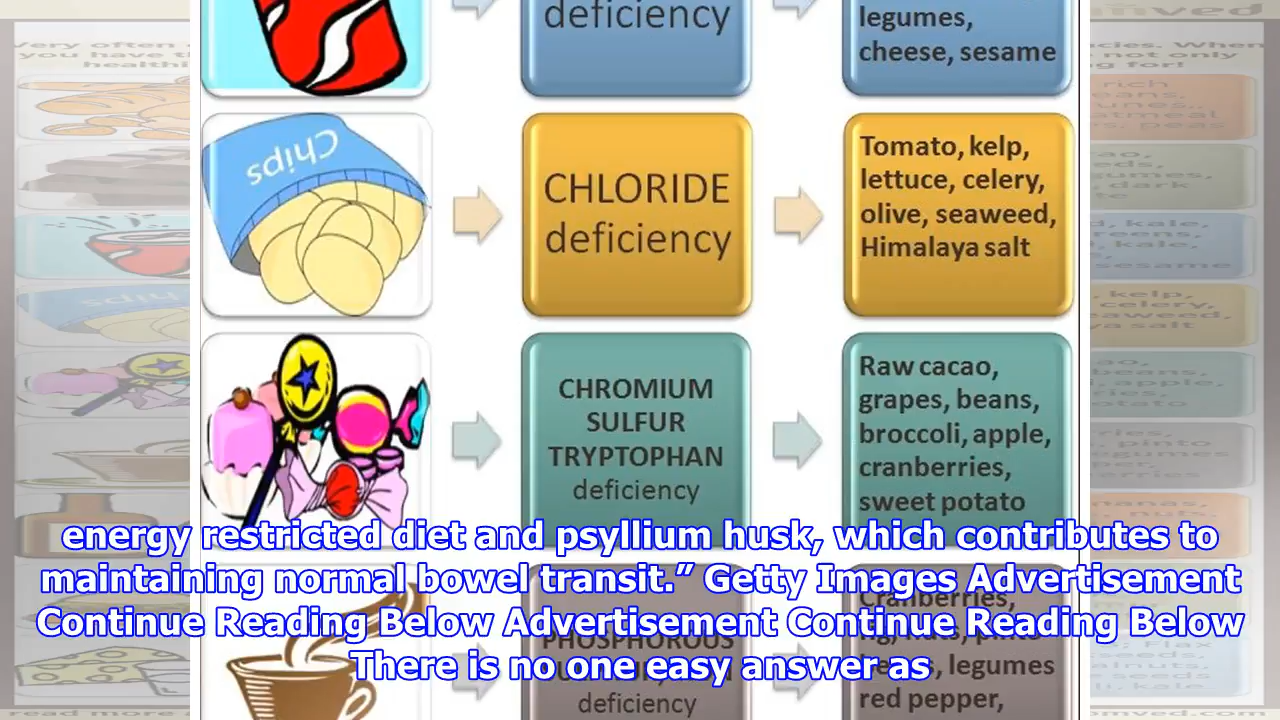 deficiency
legumes,
cheese, sesame
Chips
CHLORIDE
deficiency
Tomato, kelp,
lettuce, celery,
olive, seaweed,
Himalaya salt
CHROMIUM
SULFUR
TRYPTOPHAN
deficiency
Raw cacao,
grapes, beans,
broccoli, apple,
cranberries,
sweet potato
energy restricted diet and psyllium husk, which contributes to
maintaining normal bowel transit.” Getty Images Advertisement
Continue Reading Below Advertisement Continue Reading Below
There is no one easy answer as
PHOSPHOROUS
deficiency
Cranberries,
legumes
red pepper,